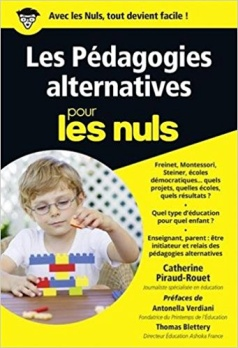 Avec les Nuls, tout devient facile !
Les Pédagogies
alternatives
pour
les nuls
Freinet, Montessori,
Steiner, écoles
démocratiques... quels
projets, quelles écoles,
quels résultats ?
•
Quel type d'éducation
pour quel enfant ?
•
Enseignant, parent : être
initiateur et relais des
pédagogies alternatives
Catherine
Piraud-Rouet
Journaliste spécialisée en éducation
Préfaces de
Antonella Verdiani
Fondatrice du Printemps de l'Éducation
Thomas Blettery
Directeur Éducation Ashoka France